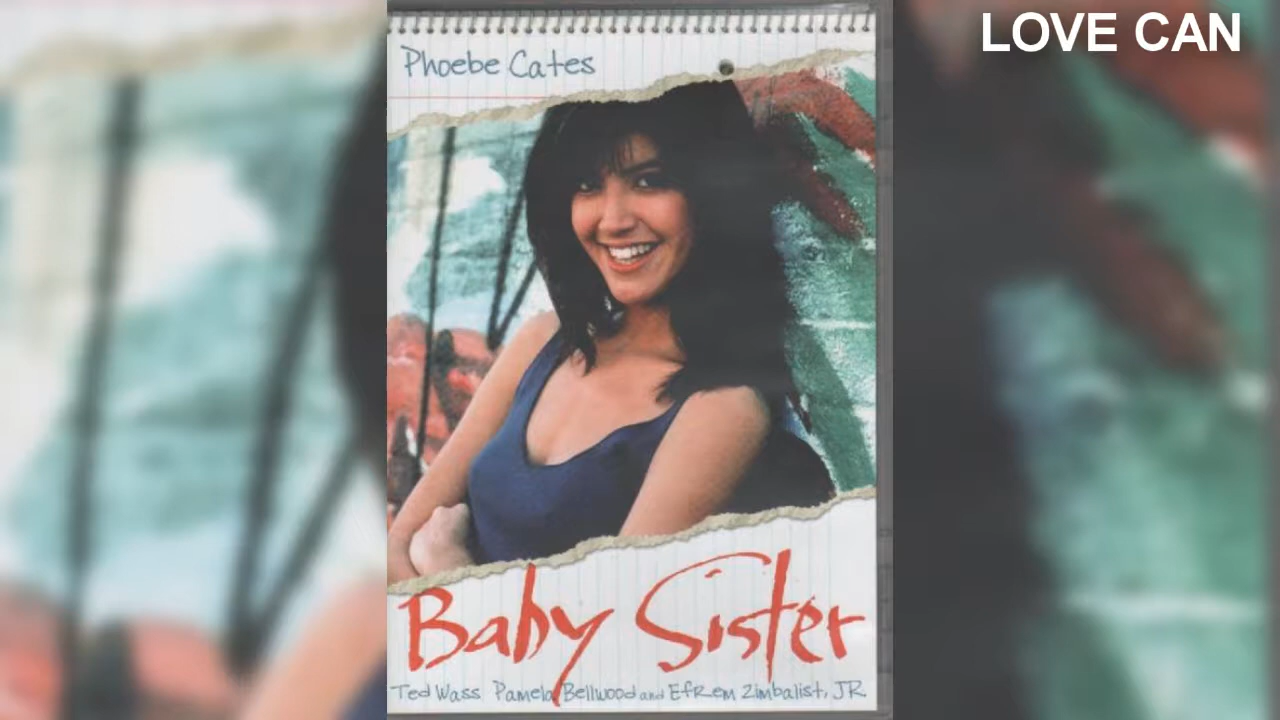 LOVE CAN
Phoebe Cates
Baby Sister
Ted Wass Pamela Bellwood and Efrem Zimbalist, JR.